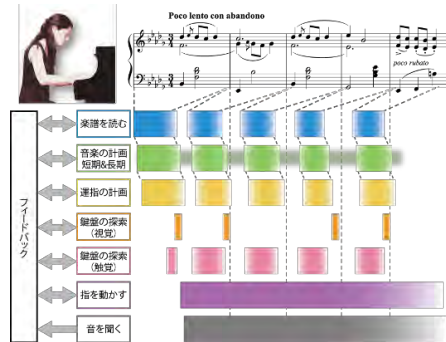 Poco lento con abandono
poco rubato
楽譜を読む
音楽の計画
短期&長期
運指の計画
鍵盤の探索
(視覚)
鍵盤の探索
(触覚)
指を動かす
音を聞く
フィードバック